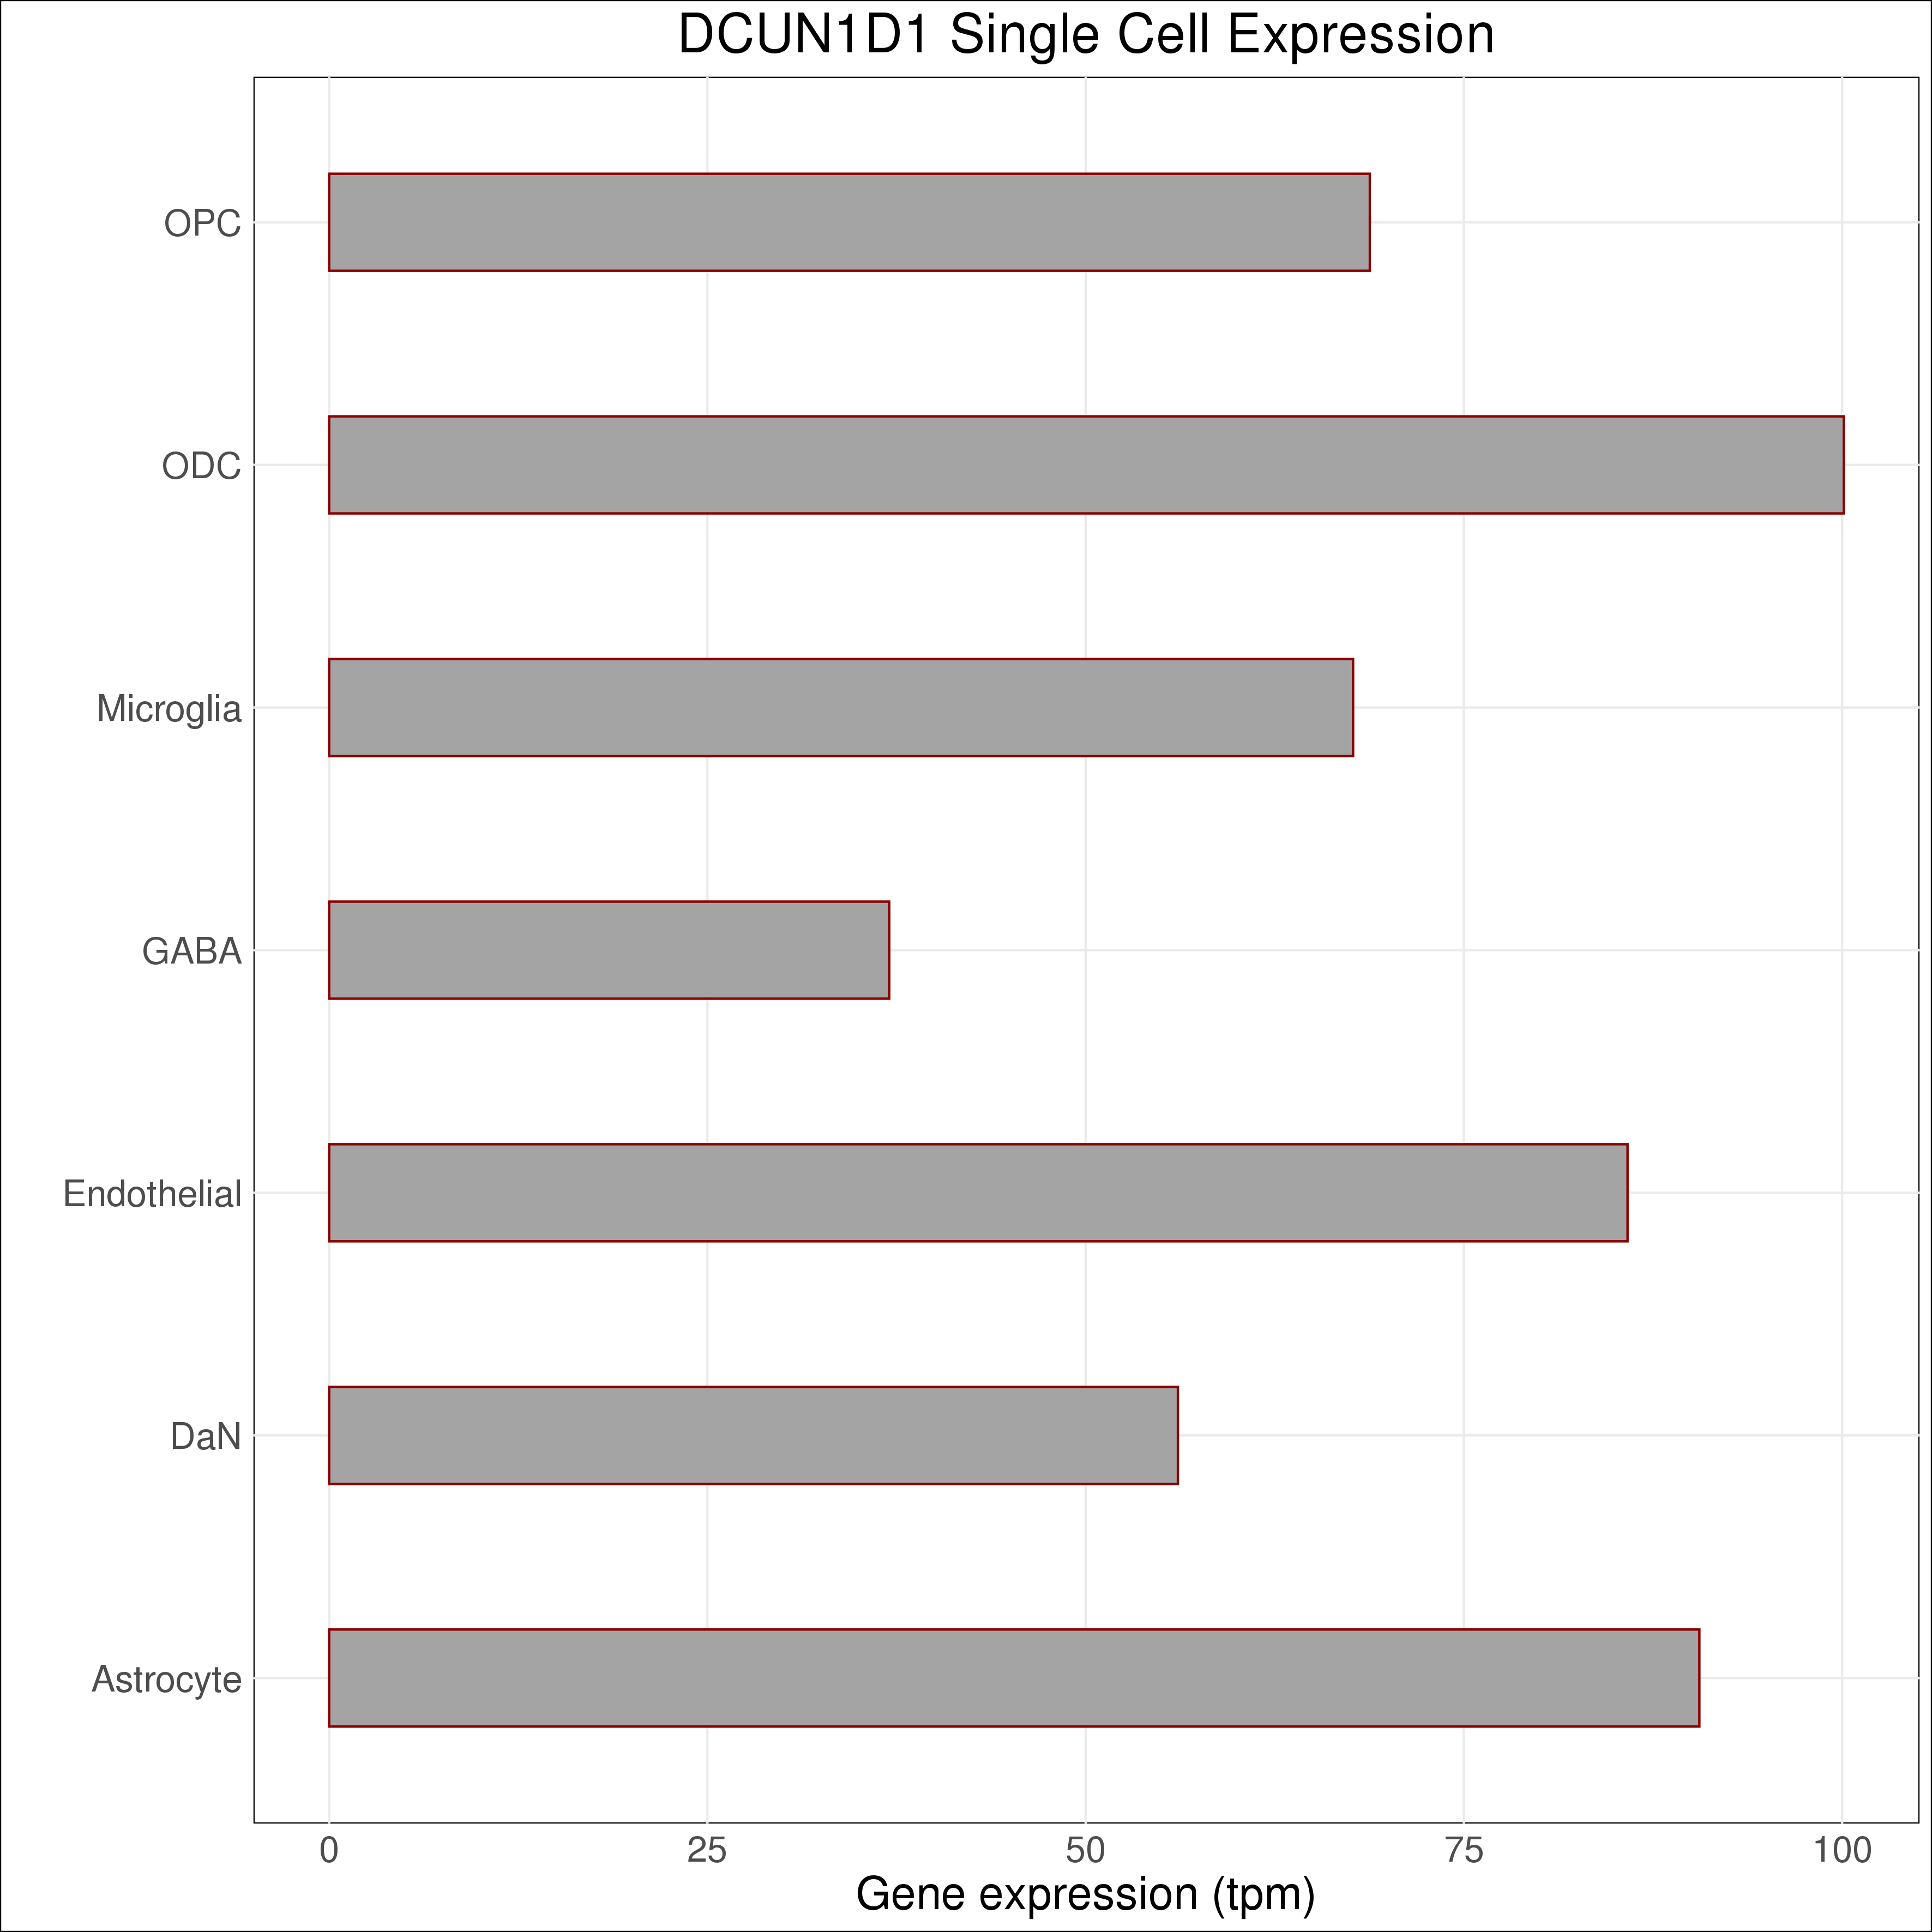 DCUN1D1 Single Cell Expression
OPC
ODC
Microglia
GABA
Endothelial
DaN
Astrocyte
0 25 50 75 100
Gene expression (tpm)